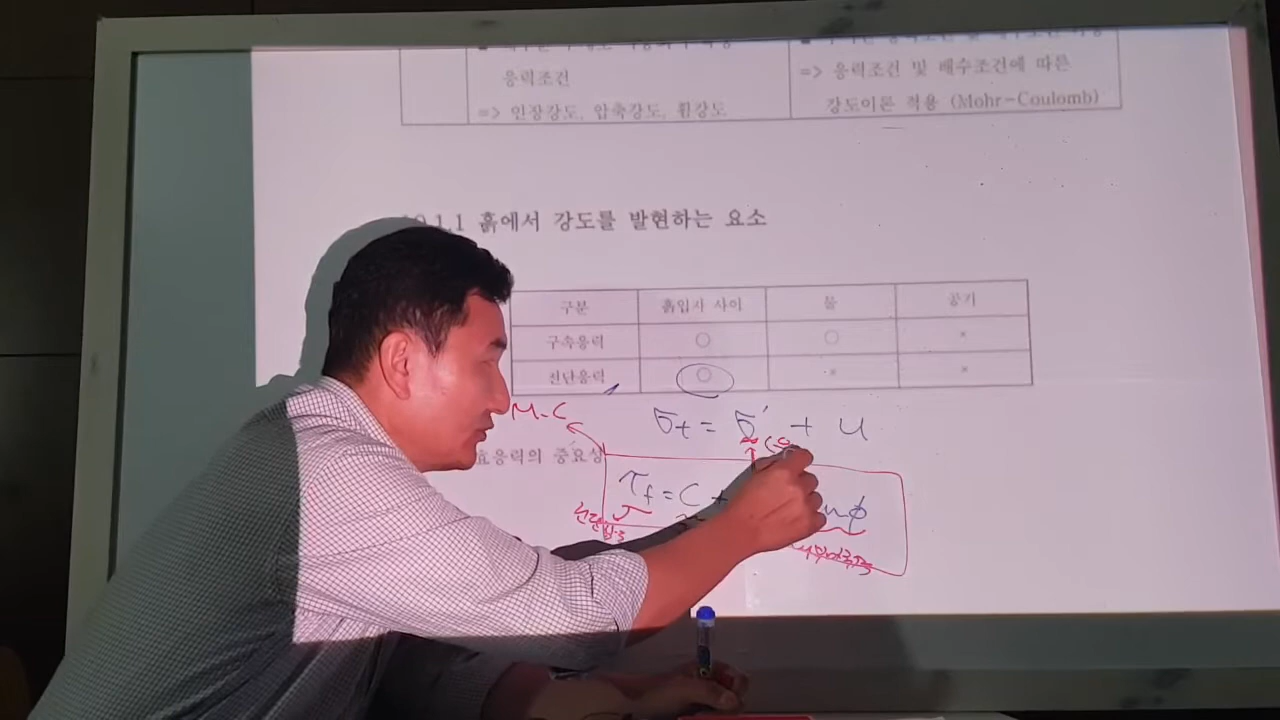 응력조건
=> 인장강도, 압축강도, 휨강도
=> 응력조건 및 배수조건에 따른
강도이론 적용 (Mohr-Coulomb)
.1.1 흙에서 강도를 발현하는 요소
구분 흙입자 사이 물 공기
구속응력 ○ ○ ×
전단응력 ○ × ×
M-C
σt = σ' + u
효응력의 중요성
τf = C +
nφ